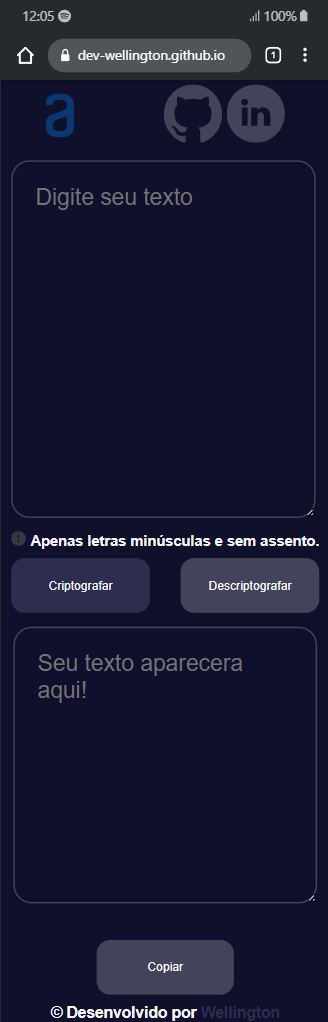 12:05
100%
dev-wellington.github.io
1
a
in
Digite seu texto
Apenas letras minúsculas e sem assento.
Criptografar
Descriptografar
Seu texto aparecera
aqui!
Copiar
© Desenvolvido por Wellington